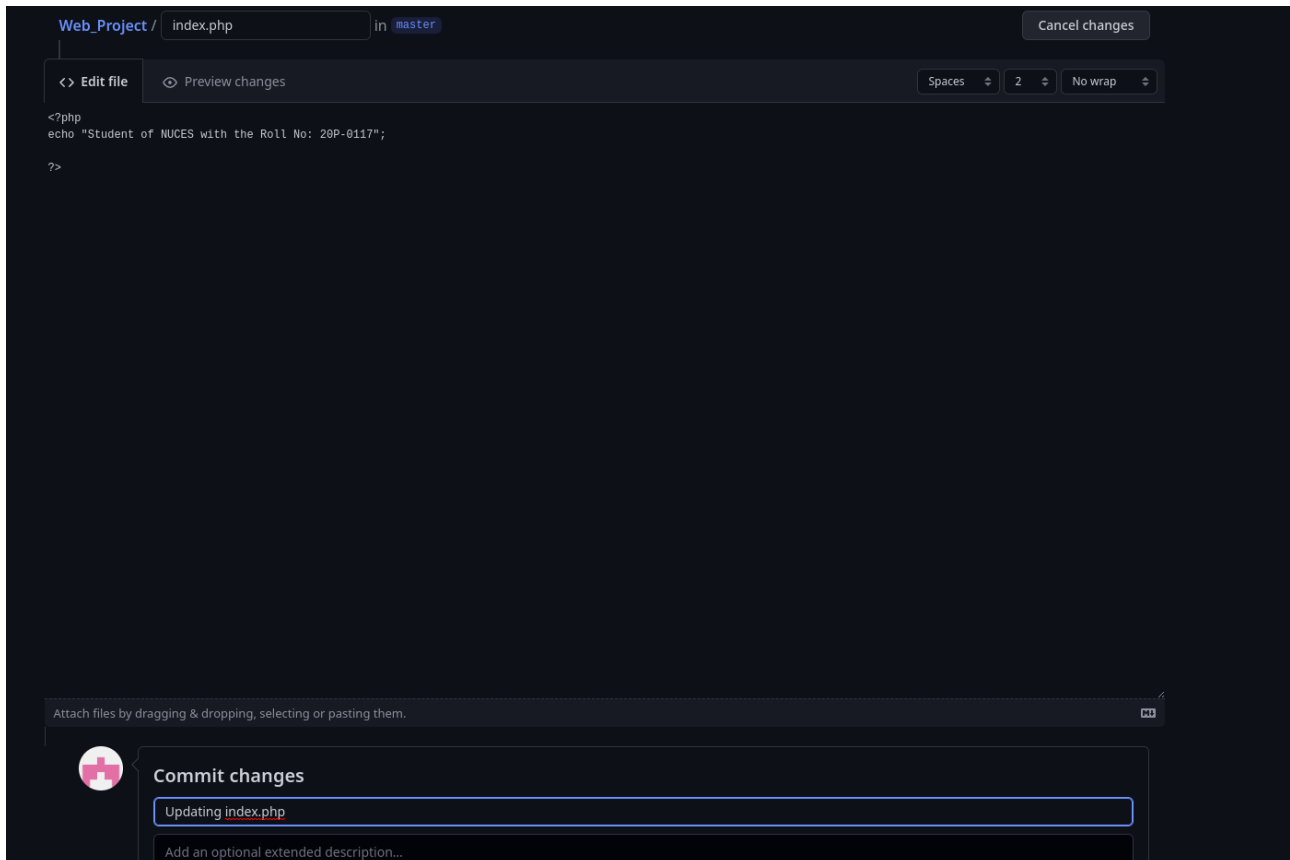 Web_Project / index.php in master Cancel changes
<> Edit file Preview changes Spaces 2 No wrap
<?php
echo "Student of NUCES with the Roll No: 20P-0117";
?>
Attach files by dragging & dropping, selecting or pasting them.
Commit changes
Updating index.php
Add an optional extended description...